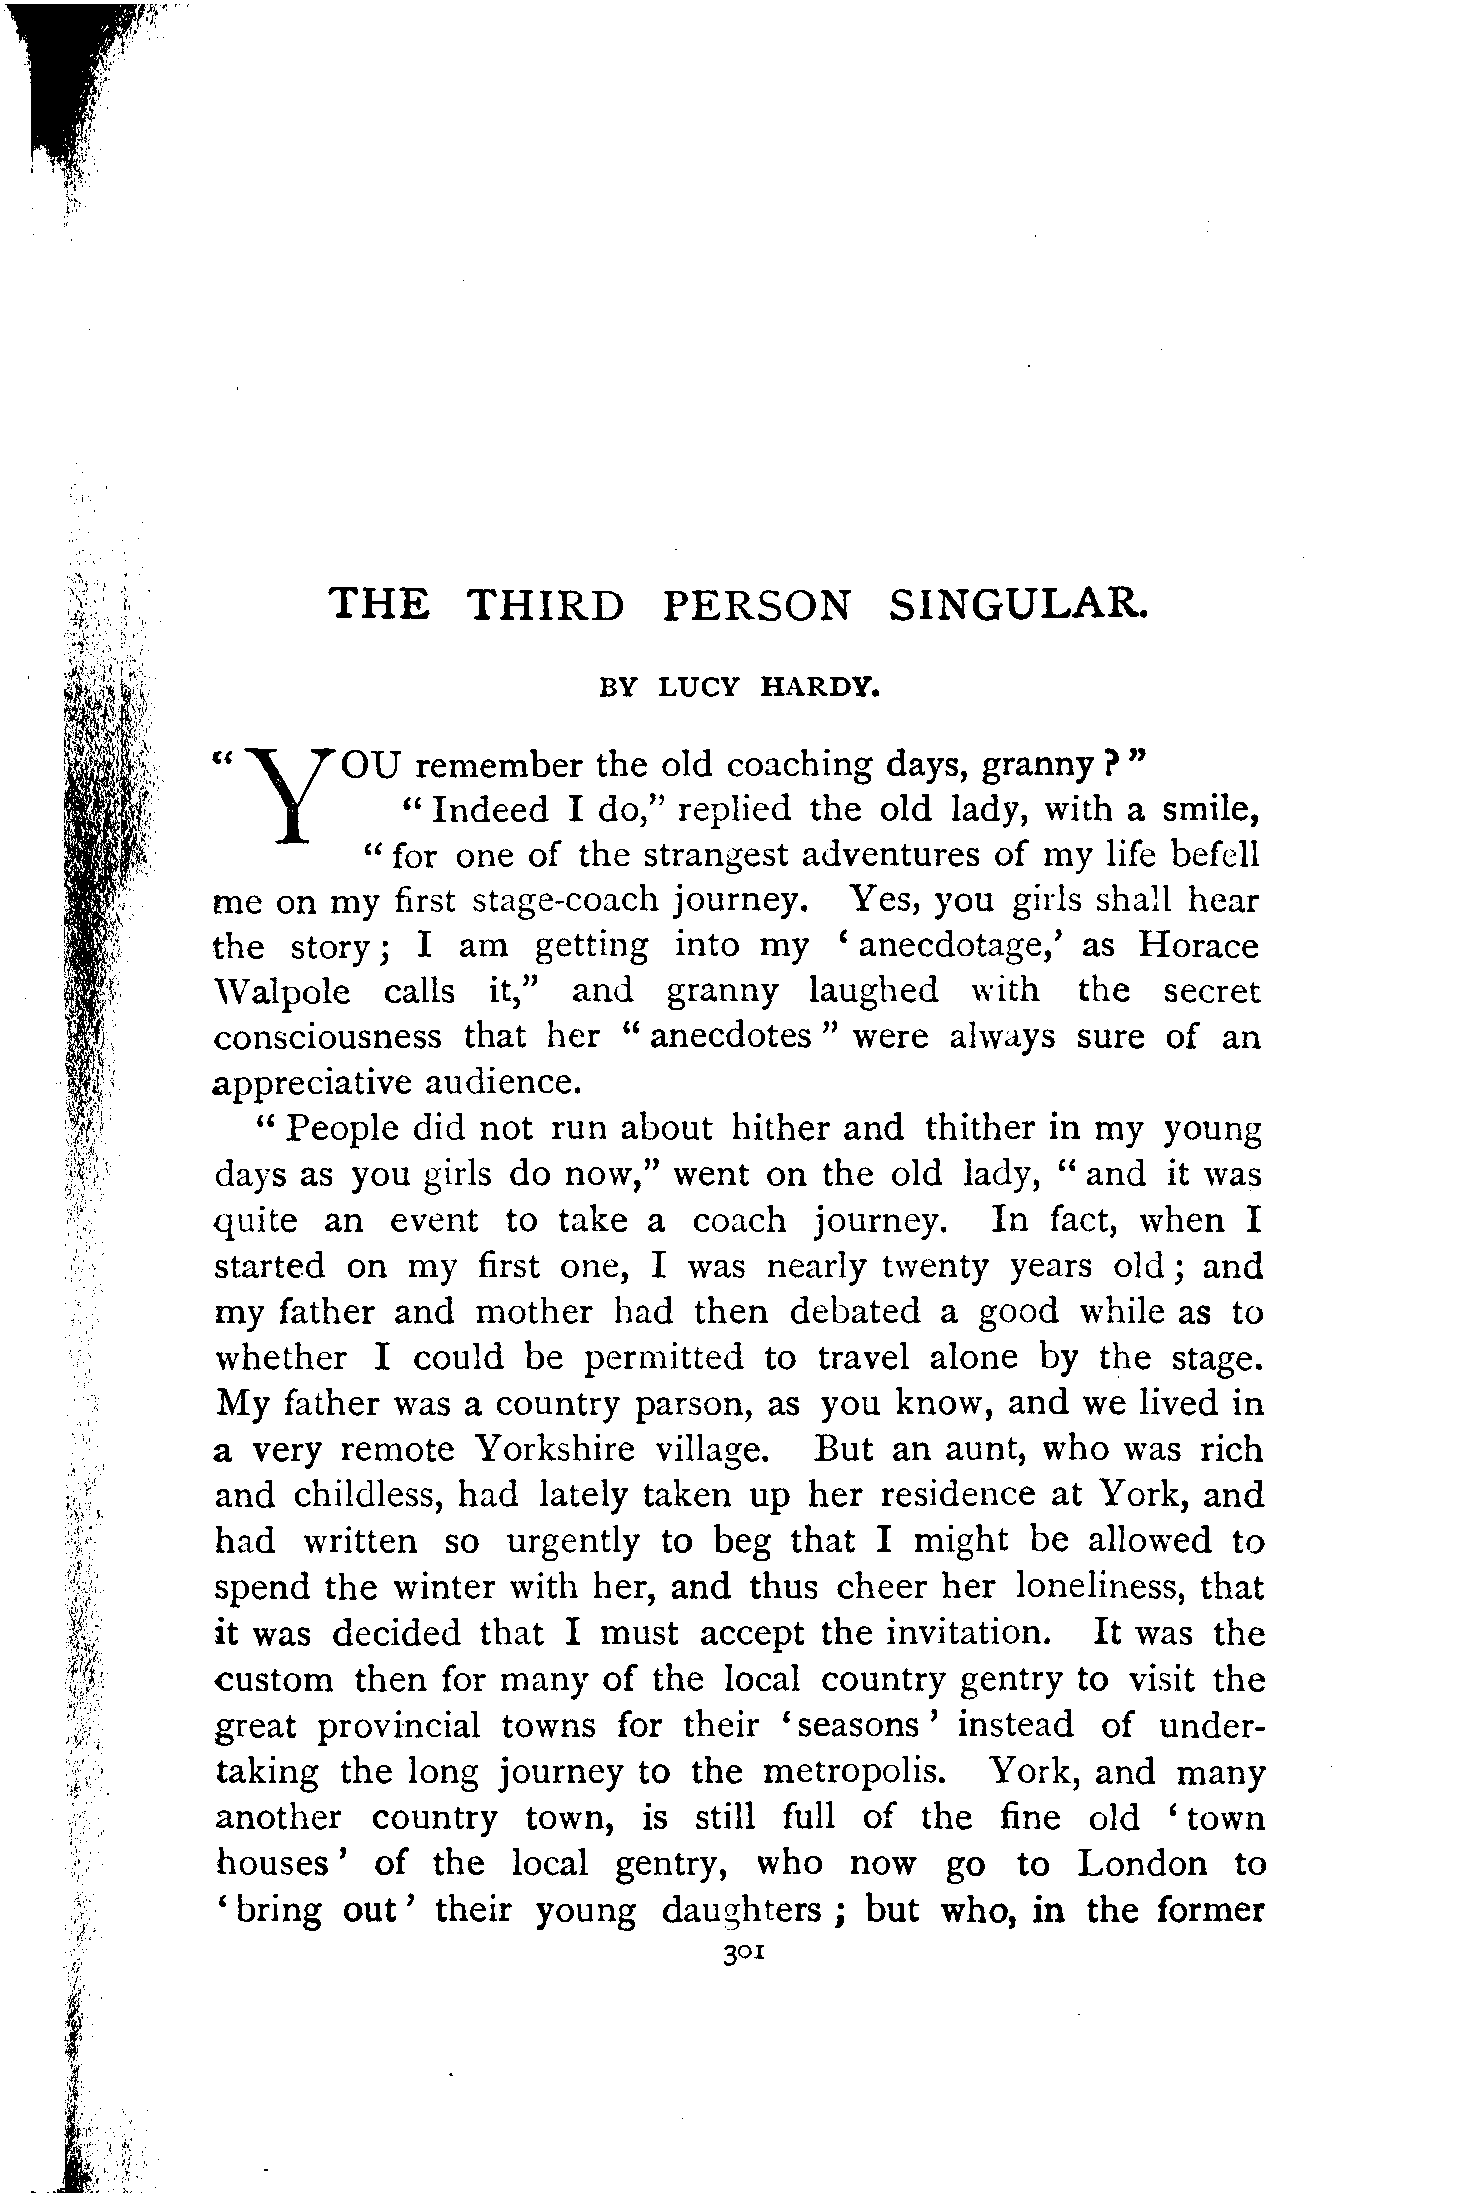 THE THIRD PERSON SINGULAR.
BY LUCY HARDY.
“YOU remember the old coaching days, granny?”
“Indeed I do,” replied the old lady, with a smile,
“for one of the strangest adventures of my life befell
me on my first stage-coach journey. Yes, you girls shall hear
the story; I am getting into my ‘anecdotage,’ as Horace
Walpole calls it,” and granny laughed with the secret
consciousness that her “anecdotes” were always sure of an
appreciative audience.
“People did not run about hither and thither in my young
days as you girls do now,” went on the old lady, “and it was
quite an event to take a coach journey. In fact, when I
started on my first one, I was nearly twenty years old; and
my father and mother had then debated a good while as to
whether I could be permitted to travel alone by the stage.
My father was a country parson, as you know, and we lived in
a very remote Yorkshire village. But an aunt, who was rich
and childless, had lately taken up her residence at York, and
had written so urgently to beg that I might be allowed to
spend the winter with her, and thus cheer her loneliness, that
it was decided that I must accept the invitation. It was the
custom then for many of the local country gentry to visit the
great provincial towns for their ‘seasons’ instead of under-
taking the long journey to the metropolis. York, and many
another country town, is still full of the fine old ‘town
houses’ of the local gentry, who now go to London to
‘bring out’ their young daughters; but who, in the former
301